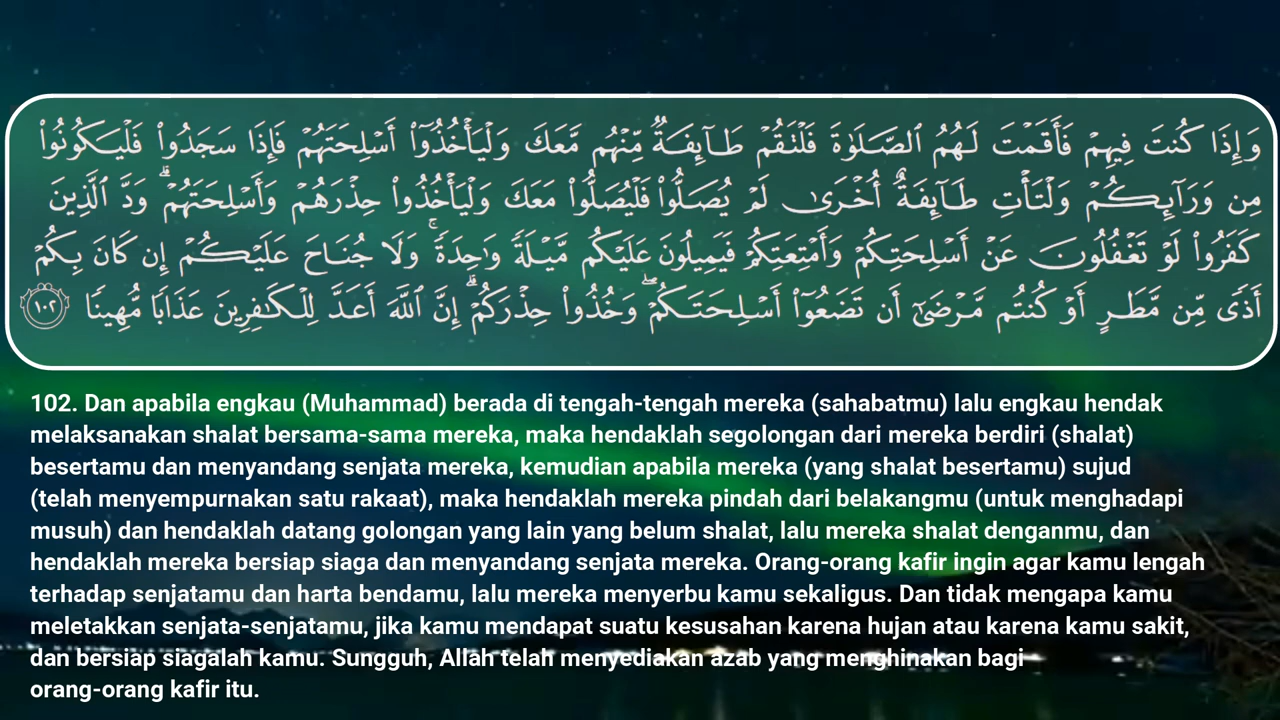 وَإِذَا كُنتَ فِيهِمْ فَأَقَمْتَ لَهُمُ ٱلصَّلَوٰةَ فَلْتَقُمْ طَآئِفَةٌ مِّنْهُم مَّعَكَ وَلْيَأْخُذُوٓا۟ أَسْلِحَتَهُمْ فَإِذَا سَجَدُوا۟ فَلْيَكُونُوا۟
مِن وَرَآئِكُمْ وَلْتَأْتِ طَآئِفَةٌ أُخْرَىٰ لَمْ يُصَلُّوا۟ فَلْيُصَلُّوا۟ مَعَكَ وَلْيَأْخُذُوا۟ حِذْرَهُمْ وَأَسْلِحَتَهُمْ ۗ وَدَّ ٱلَّذِينَ
كَفَرُوا۟ لَوْ تَغْفُلُونَ عَنْ أَسْلِحَتِكُمْ وَأَمْتِعَتِكُمْ فَيَمِيلُونَ عَلَيْكُم مَّيْلَةً وَٰحِدَةً ۚ وَلَا جُنَاحَ عَلَيْكُمْ إِن كَانَ بِكُمْ
أَذًى مِّن مَّطَرٍ أَوْ كُنتُم مَّرْضَىٰٓ أَن تَضَعُوٓا۟ أَسْلِحَتَكُمْ ۖ وَخُذُوا۟ حِذْرَكُمْ ۗ إِنَّ ٱللَّهَ أَعَدَّ لِلْكَٰفِرِينَ عَذَابًا مُّهِينًا ١٠٢
102. Dan apabila engkau (Muhammad) berada di tengah-tengah mereka (sahabatmu) lalu engkau hendak
melaksanakan shalat bersama-sama mereka, maka hendaklah segolongan dari mereka berdiri (shalat)
besertamu dan menyandang senjata mereka, kemudian apabila mereka (yang shalat besertamu) sujud
(telah menyempurnakan satu rakaat), maka hendaklah mereka pindah dari belakangmu (untuk menghadapi
musuh) dan hendaklah datang golongan yang lain yang belum shalat, lalu mereka shalat denganmu, dan
hendaklah mereka bersiap siaga dan menyandang senjata mereka. Orang-orang kafir ingin agar kamu lengah
terhadap senjatamu dan harta bendamu, lalu mereka menyerbu kamu sekaligus. Dan tidak mengapa kamu
meletakkan senjata-senjatamu, jika kamu mendapat suatu kesusahan karena hujan atau karena kamu sakit,
dan bersiap siagalah kamu. Sungguh, Allah telah menyediakan azab yang menghinakan bagi
orang-orang kafir itu.